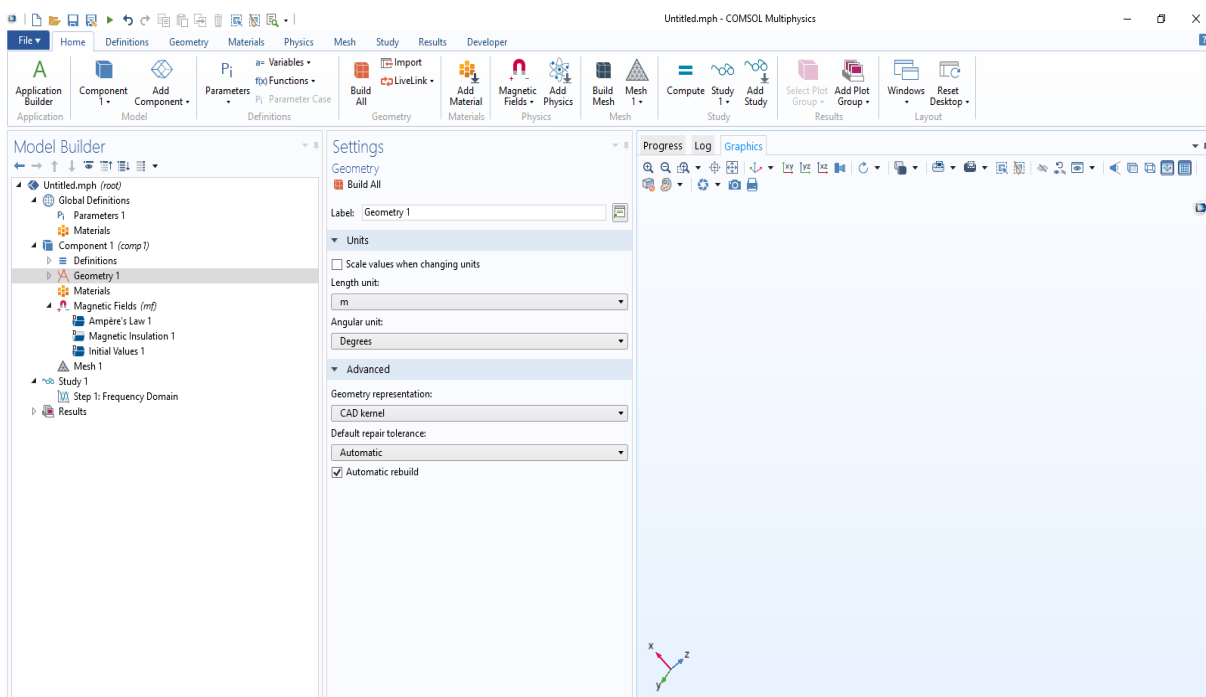 Untitled.mph - COMSOL Multiphysics
File Home Definitions Geometry Materials Physics Mesh Study Results Developer
Application Builder
Component 1
Add Component
Pi Parameters
a= Variables
f(x) Functions
Pi Parameter Case
Build All
Import
LiveLink
Add Material
Magnetic Fields
Add Physics
Build Mesh
Mesh 1
Compute
Study 1
Add Study
Select Plot Group
Add Plot Group
Windows
Reset Desktop
Application Model Definitions Geometry Materials Physics Mesh Study Results Layout
Model Builder
Untitled.mph (root)
Global Definitions
Pi Parameters 1
Materials
Component 1 (comp1)
Definitions
Geometry 1
Materials
Magnetic Fields (mf)
Ampère's Law 1
Magnetic Insulation 1
Initial Values 1
Mesh 1
Study 1
Step 1: Frequency Domain
Results
Settings
Geometry
Build All
Label: Geometry 1
Units
Scale values when changing units
Length unit:
m
Angular unit:
Degrees
Advanced
Geometry representation:
CAD kernel
Default repair tolerance:
Automatic
Automatic rebuild
Progress Log Graphics
xy yz xz
x
z
y